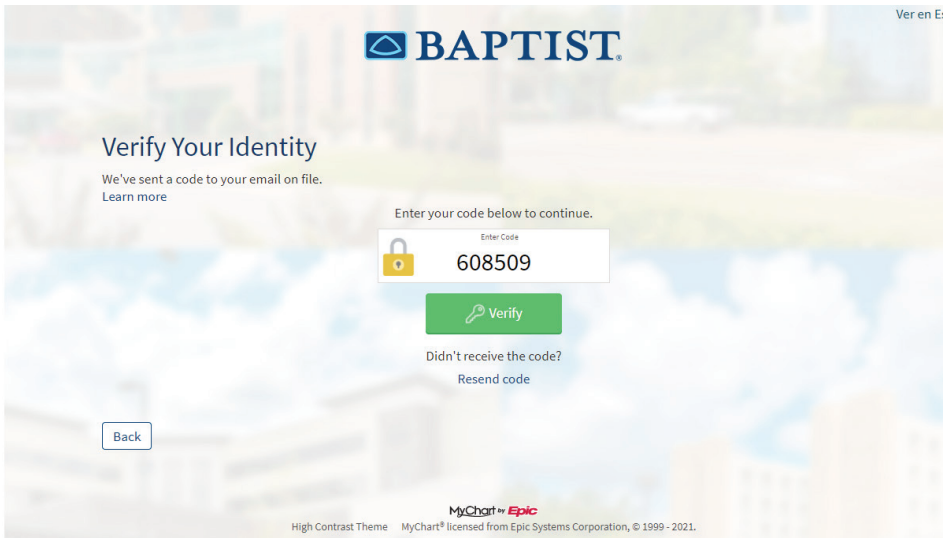 Ver en Es
BAPTIST®
Verify Your Identity
We've sent a code to your email on file.
Learn more
Enter your code below to continue.
Enter Code
608509
Verify
Didn't receive the code?
Resend code
Back
MyChart by Epic
High Contrast Theme MyChart® licensed from Epic Systems Corporation, © 1999 - 2021.